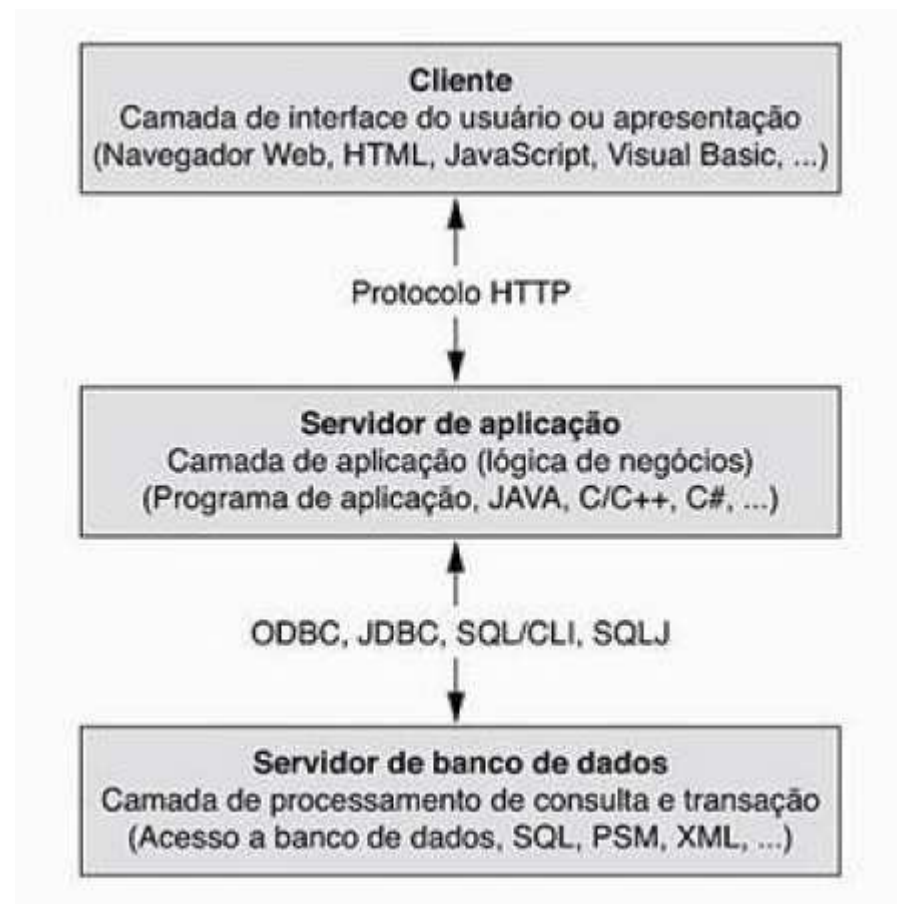 Cliente
Camada de interface do usuário ou apresentação
(Navegador Web, HTML, JavaScript, Visual Basic, ...)
Protocolo HTTP
Servidor de aplicação
Camada de aplicação (lógica de negócios)
(Programa de aplicação, JAVA, C/C++, C#, ...)
ODBC, JDBC, SQL/CLI, SQLJ
Servidor de banco de dados
Camada de processamento de consulta e transação
(Acesso a banco de dados, SQL, PSM, XML, ...)